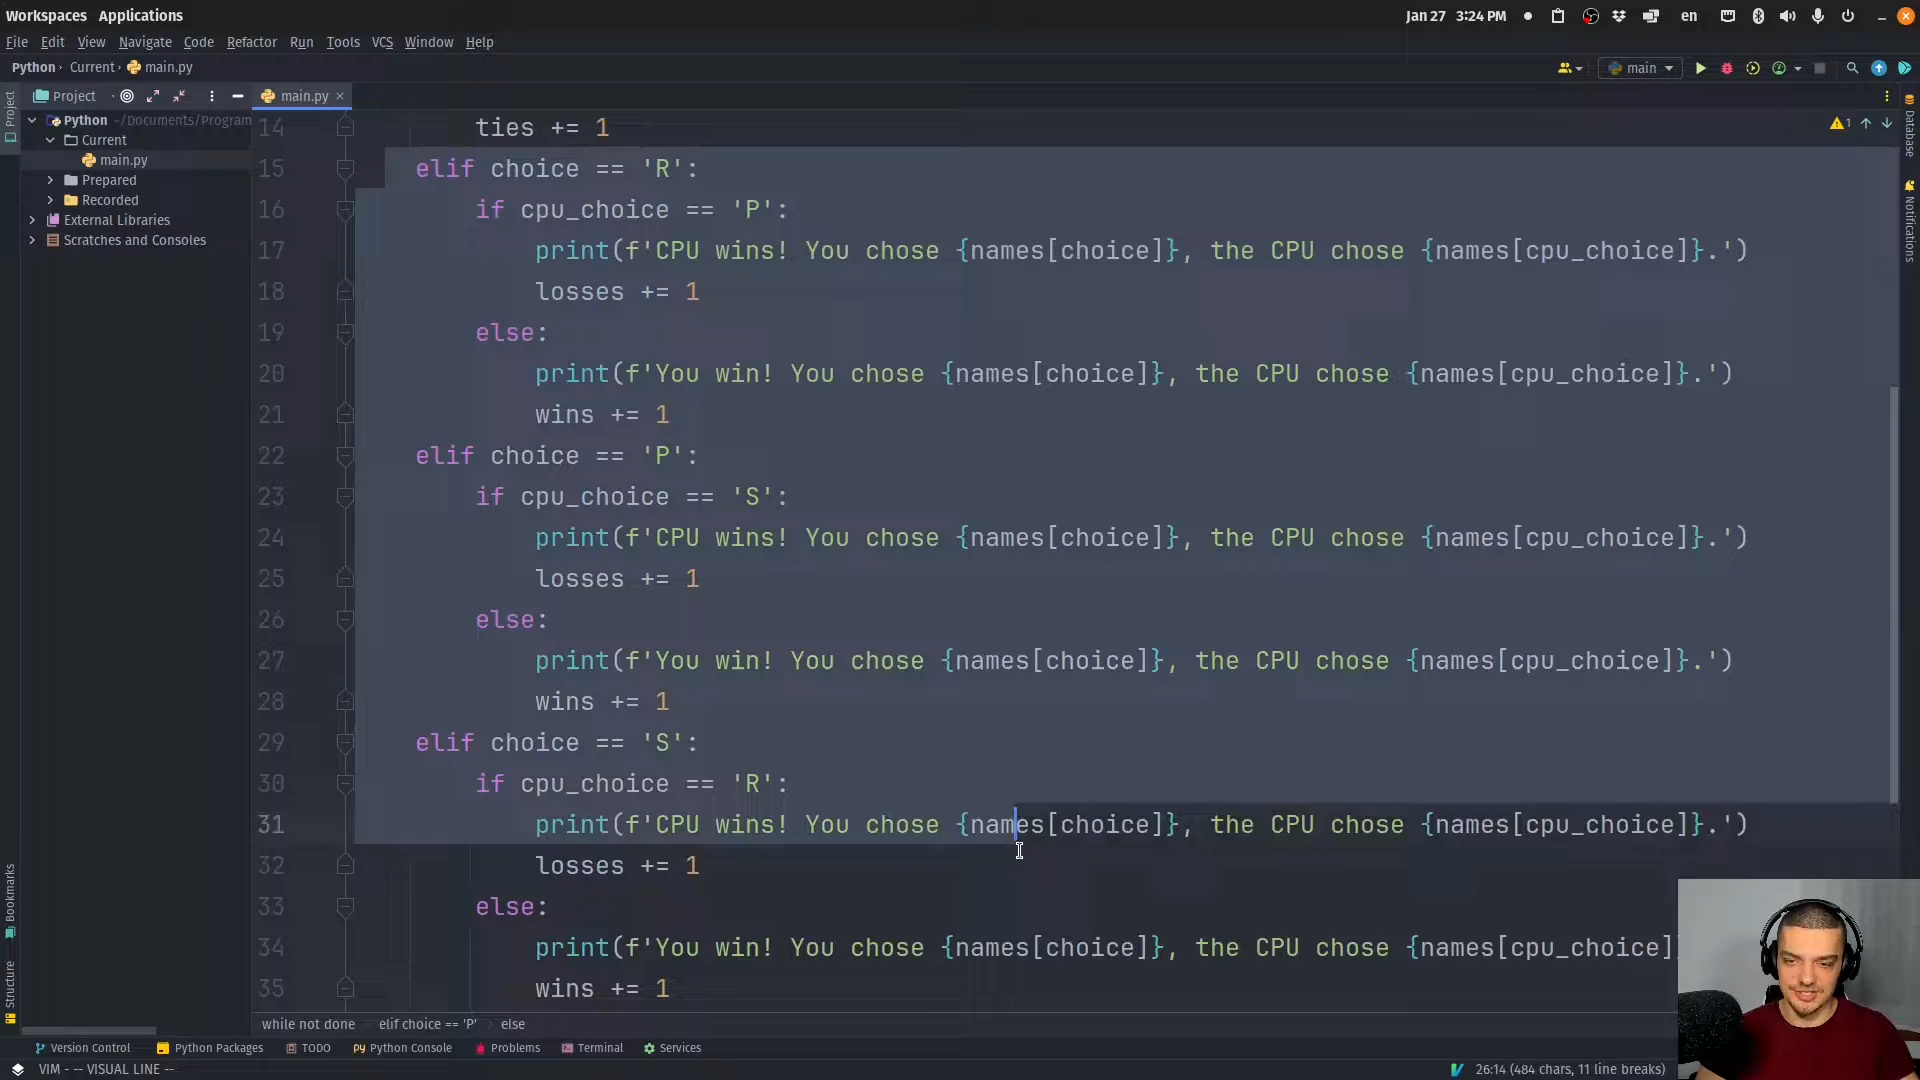 Workspaces Applications
Jan 27 3:24 PM
en
File Edit View Navigate Code Refactor Run Tools VCS Window Help
Python Current main.py
main
Project
main.py
Project
Python ~/Documents/Program
Current
main.py
Prepared
Recorded
External Libraries
Scratches and Consoles
Database
Notifications
Bookmarks
Structure
1
14 ties += 1
15 elif choice == 'R':
16 if cpu_choice == 'P':
17 print(f'CPU wins! You chose {names[choice]}, the CPU chose {names[cpu_choice]}.')
18 losses += 1
19 else:
20 print(f'You win! You chose {names[choice]}, the CPU chose {names[cpu_choice]}.')
21 wins += 1
22 elif choice == 'P':
23 if cpu_choice == 'S':
24 print(f'CPU wins! You chose {names[choice]}, the CPU chose {names[cpu_choice]}.')
25 losses += 1
26 else:
27 print(f'You win! You chose {names[choice]}, the CPU chose {names[cpu_choice]}.')
28 wins += 1
29 elif choice == 'S':
30 if cpu_choice == 'R':
31 print(f'CPU wins! You chose {names[choice]}, the CPU chose {names[cpu_choice]}.')
32 losses += 1
33 else:
34 print(f'You win! You chose {names[choice]}, the CPU chose {names[cpu_choice]
35 wins += 1
while not done elif choice == 'P' else
Version Control Python Packages TODO Python Console Problems Terminal Services
VIM - -- VISUAL LINE --
26:14 (484 chars, 11 line breaks)